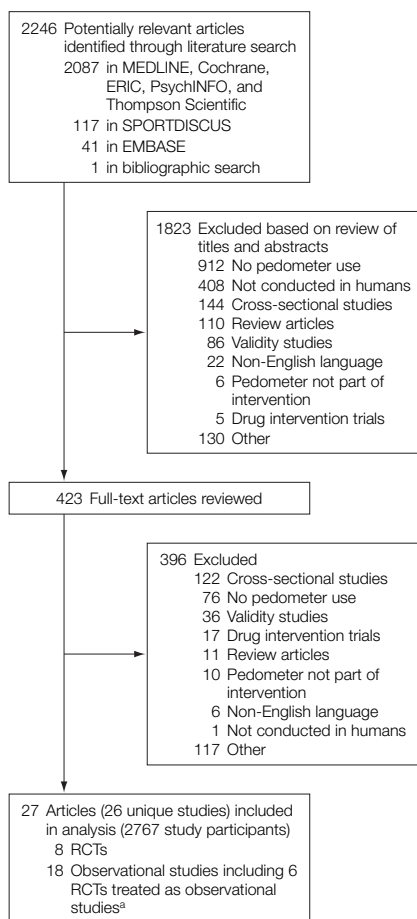 2246 Potentially relevant articles
identified through literature search
2087 in MEDLINE, Cochrane,
ERIC, PsychINFO, and
Thompson Scientific
117 in SPORTDISCUS
41 in EMBASE
1 in bibliographic search
1823 Excluded based on review of
titles and abstracts
912 No pedometer use
408 Not conducted in humans
144 Cross-sectional studies
110 Review articles
86 Validity studies
22 Non-English language
6 Pedometer not part of
intervention
5 Drug intervention trials
130 Other
423 Full-text articles reviewed
396 Excluded
122 Cross-sectional studies
76 No pedometer use
36 Validity studies
17 Drug intervention trials
11 Review articles
10 Pedometer not part of
intervention
6 Non-English language
1 Not conducted in humans
117 Other
27 Articles (26 unique studies) included
in analysis (2767 study participants)
8 RCTs
18 Observational studies including 6
RCTs treated as observational
studiesᵃ